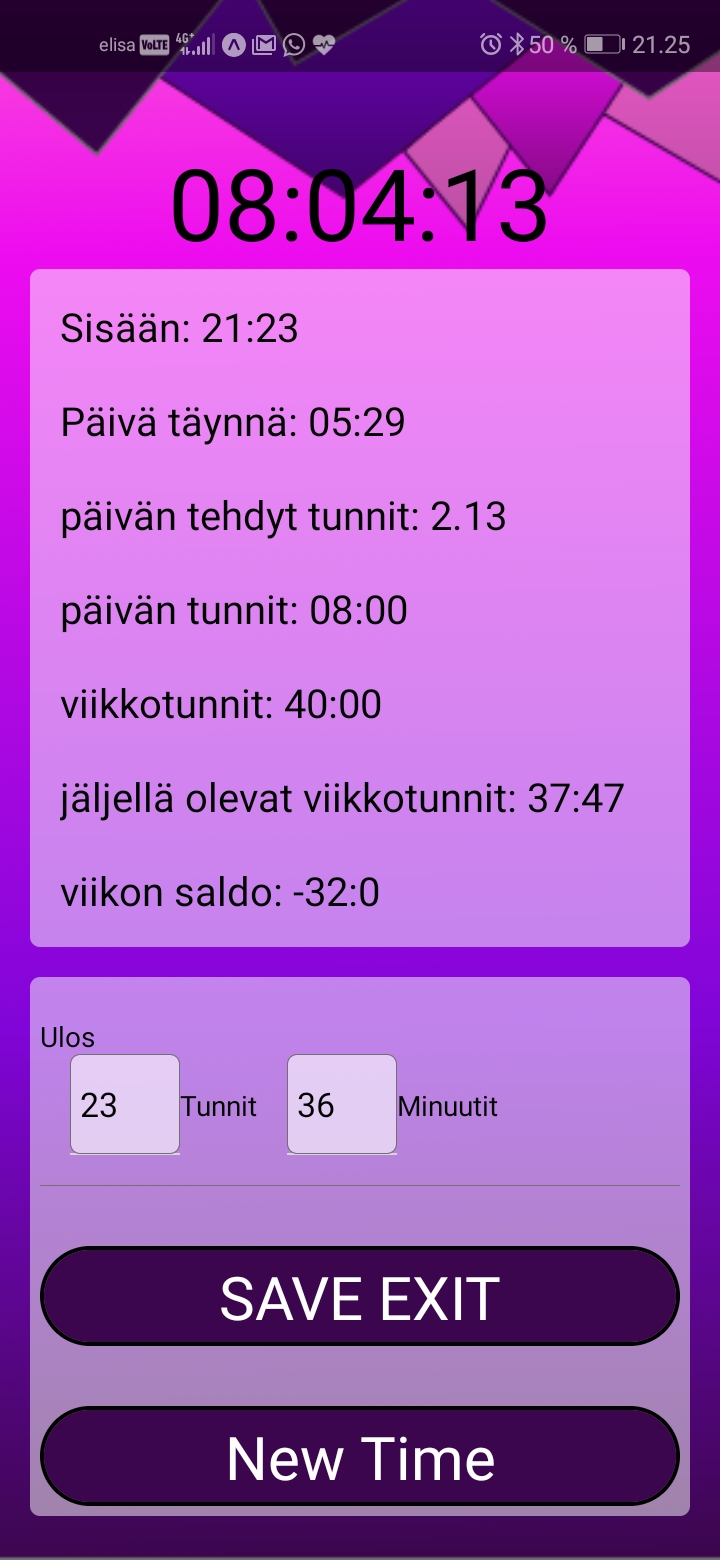 elisa VoLTE 4G+ 50 % 21.25
08:04:13
Sisään: 21:23
Päivä täynnä: 05:29
päivän tehdyt tunnit: 2.13
päivän tunnit: 08:00
viikkotunnit: 40:00
jäljellä olevat viikkotunnit: 37:47
viikon saldo: -32:0
Ulos
23 Tunnit 36 Minuutit
SAVE EXIT
New Time